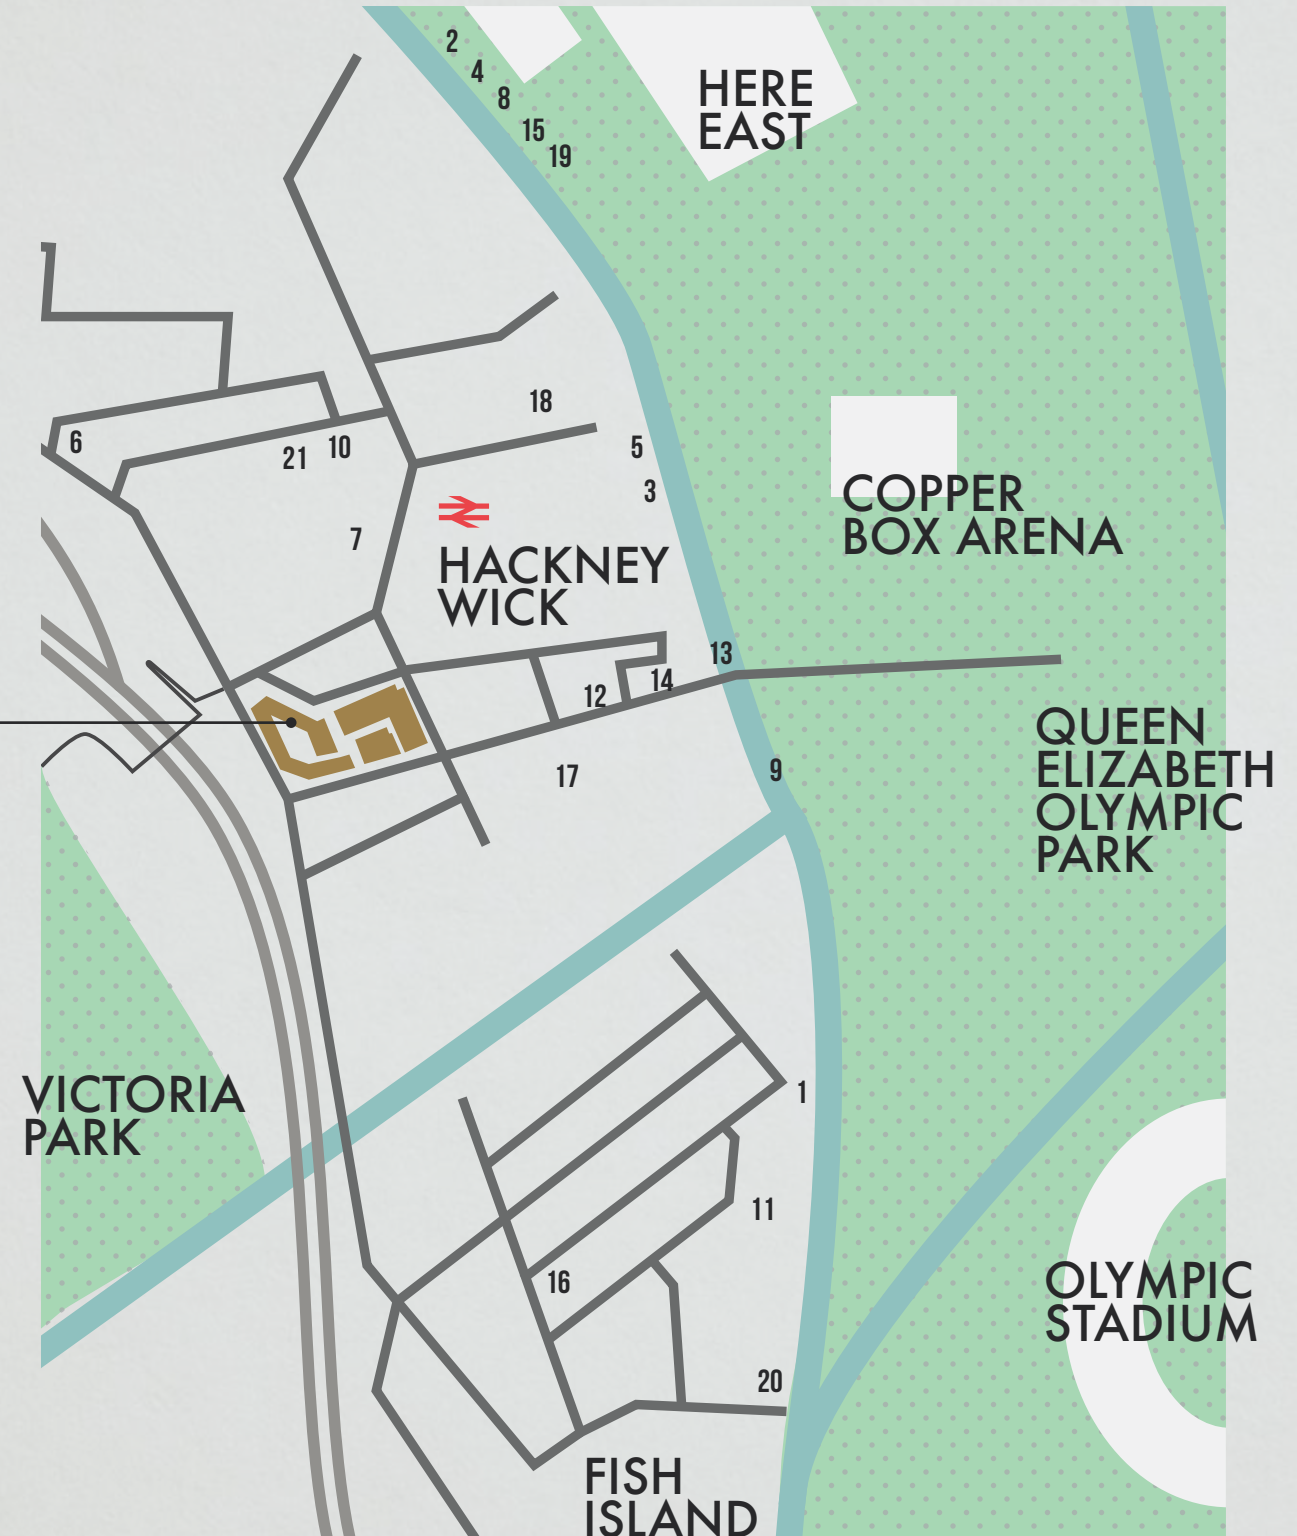 2
4
8
15
19
HERE
EAST
18
6
21
10
5
3
7
HACKNEY
WICK
COPPER
BOX ARENA
13
14
12
17
9
QUEEN
ELIZABETH
OLYMPIC
PARK
VICTORIA
PARK
1
11
16
20
OLYMPIC
STADIUM
FISH
ISLAND